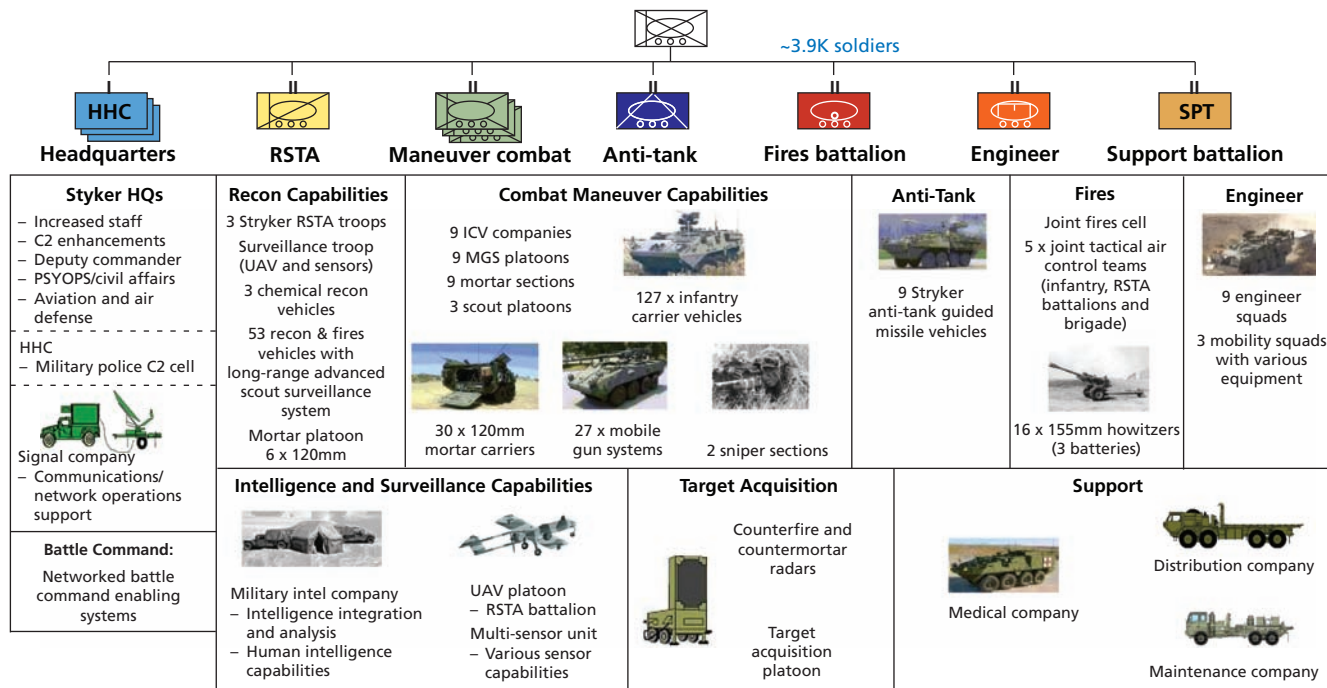 ~3.9K soldiers
HHC
SPT
Headquarters
RSTA
Maneuver combat
Anti-tank
Fires battalion
Engineer
Support battalion
Styker HQs
– Increased staff
– C2 enhancements
– Deputy commander
– PSYOPS/civil affairs
– Aviation and air
defense
HHC
– Military police C2 cell
Signal company
– Communications/
network operations
support
Battle Command:
Networked battle
command enabling
systems
Recon Capabilities
3 Stryker RSTA troops
Surveillance troop
(UAV and sensors)
3 chemical recon
vehicles
53 recon & fires
vehicles with
long-range advanced
scout surveillance
system
Mortar platoon
6 x 120mm
Combat Maneuver Capabilities
9 ICV companies
9 MGS platoons
9 mortar sections
3 scout platoons
127 x infantry
carrier vehicles
30 x 120mm
mortar carriers
27 x mobile
gun systems
2 sniper sections
Anti-Tank
9 Stryker
anti-tank guided
missile vehicles
Fires
Joint fires cell
5 x joint tactical air
control teams
(infantry, RSTA
battalions and
brigade)
16 x 155mm howitzers
(3 batteries)
Engineer
9 engineer
squads
3 mobility squads
with various
equipment
Intelligence and Surveillance Capabilities
Military intel company
– Intelligence integration
and analysis
– Human intelligence
capabilities
UAV platoon
– RSTA battalion
Multi-sensor unit
– Various sensor
capabilities
Target Acquisition
Counterfire and
countermortar
radars
Target
acquisition
platoon
Support
Medical company
Distribution company
Maintenance company